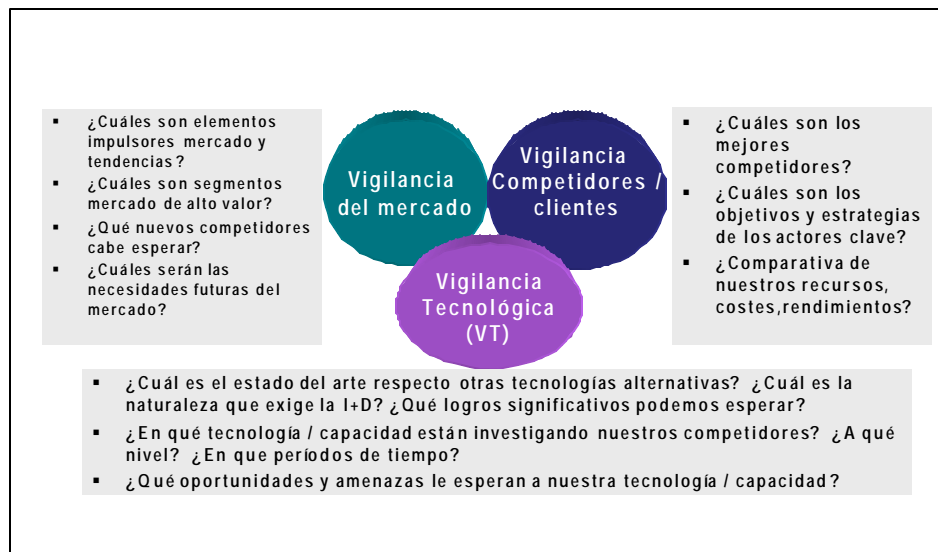 ▪ ¿Cuáles son elementos
impulsores mercado y
tendencias?
▪ ¿Cuáles son segmentos
mercado de alto valor?
▪ ¿Qué nuevos competidores
cabe esperar?
▪ ¿Cuáles serán las
necesidades futuras del
mercado?
Vigilancia
del mercado
Vigilancia
Competidores /
clientes
▪ ¿Cuáles son los
mejores
competidores?
▪ ¿Cuáles son los
objetivos y estrategias
de los actores clave?
▪ ¿Comparativa de
nuestros recursos,
costes,rendimientos?
Vigilancia
Tecnológica
(VT)
▪ ¿Cuál es el estado del arte respecto otras tecnologías alternativas? ¿Cuál es la
naturaleza que exige la I+D? ¿Qué logros significativos podemos esperar?
▪ ¿En qué tecnología / capacidad están investigando nuestros competidores? ¿A qué
nivel? ¿En que períodos de tiempo?
▪ ¿Qué oportunidades y amenazas le esperan a nuestra tecnología / capacidad?